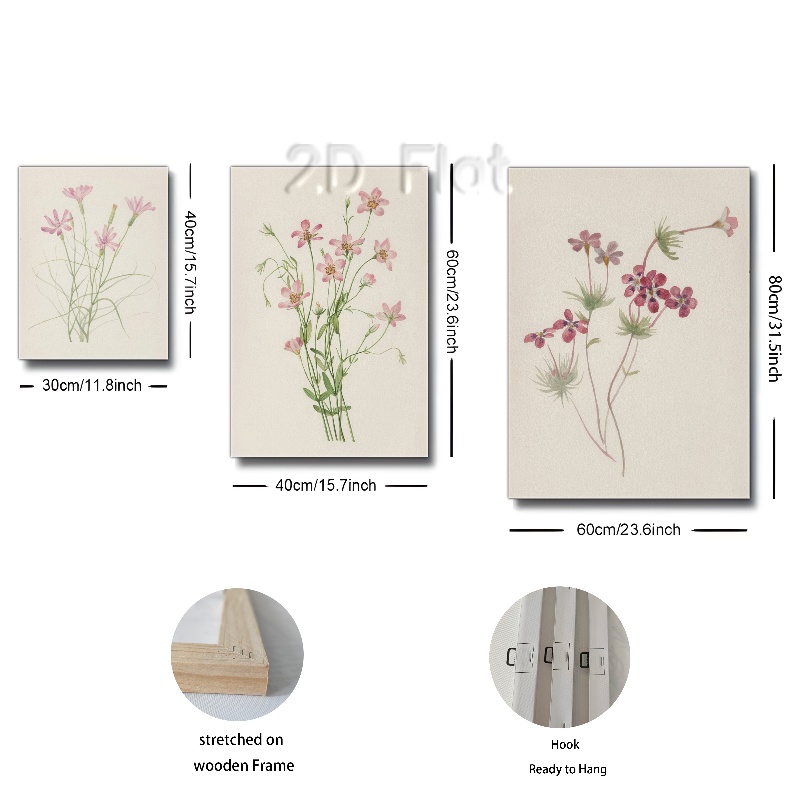 2D Flat
40cm/15.7inch
30cm/11.8inch
60cm/23.6inch
40cm/15.7inch
80cm/31.5inch
60cm/23.6inch
stretched on
wooden Frame
Hook
Ready to Hang